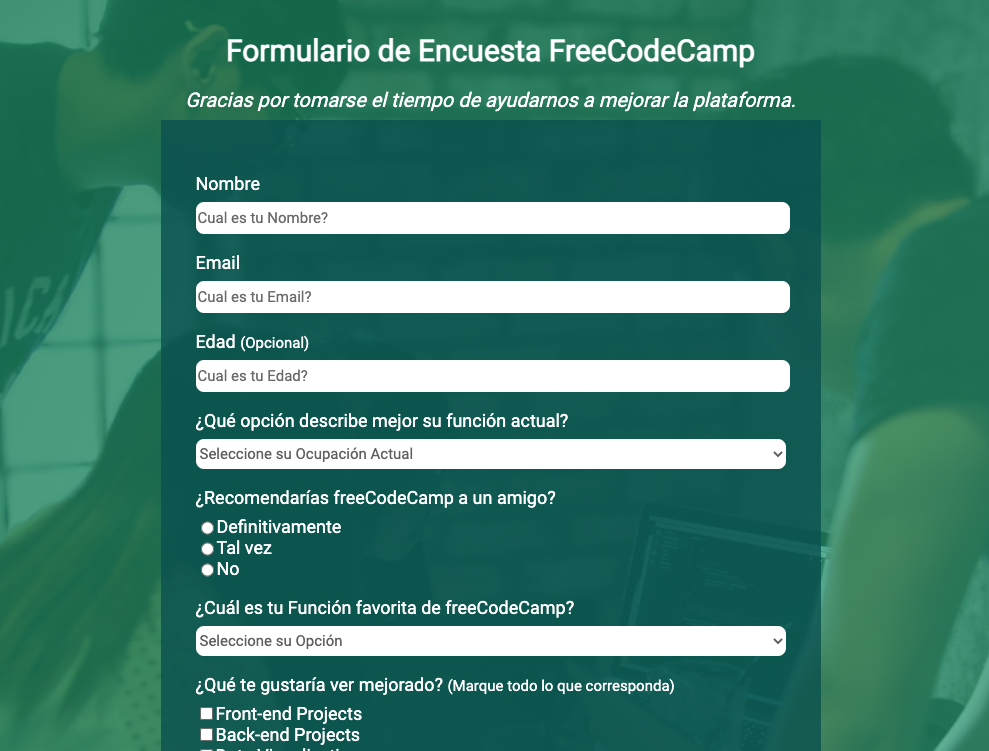 Formulario de Encuesta FreeCodeCamp
Gracias por tomarse el tiempo de ayudarnos a mejorar la plataforma.
Nombre
Cual es tu Nombre?
Email
Cual es tu Email?
Edad (Opcional)
Cual es tu Edad?
¿Qué opción describe mejor su función actual?
Seleccione su Ocupación Actual
¿Recomendarías freeCodeCamp a un amigo?
Definitivamente
Tal vez
No
¿Cuál es tu Función favorita de freeCodeCamp?
Seleccione su Opción
¿Qué te gustaría ver mejorado? (Marque todo lo que corresponda)
Front-end Projects
Back-end Projects